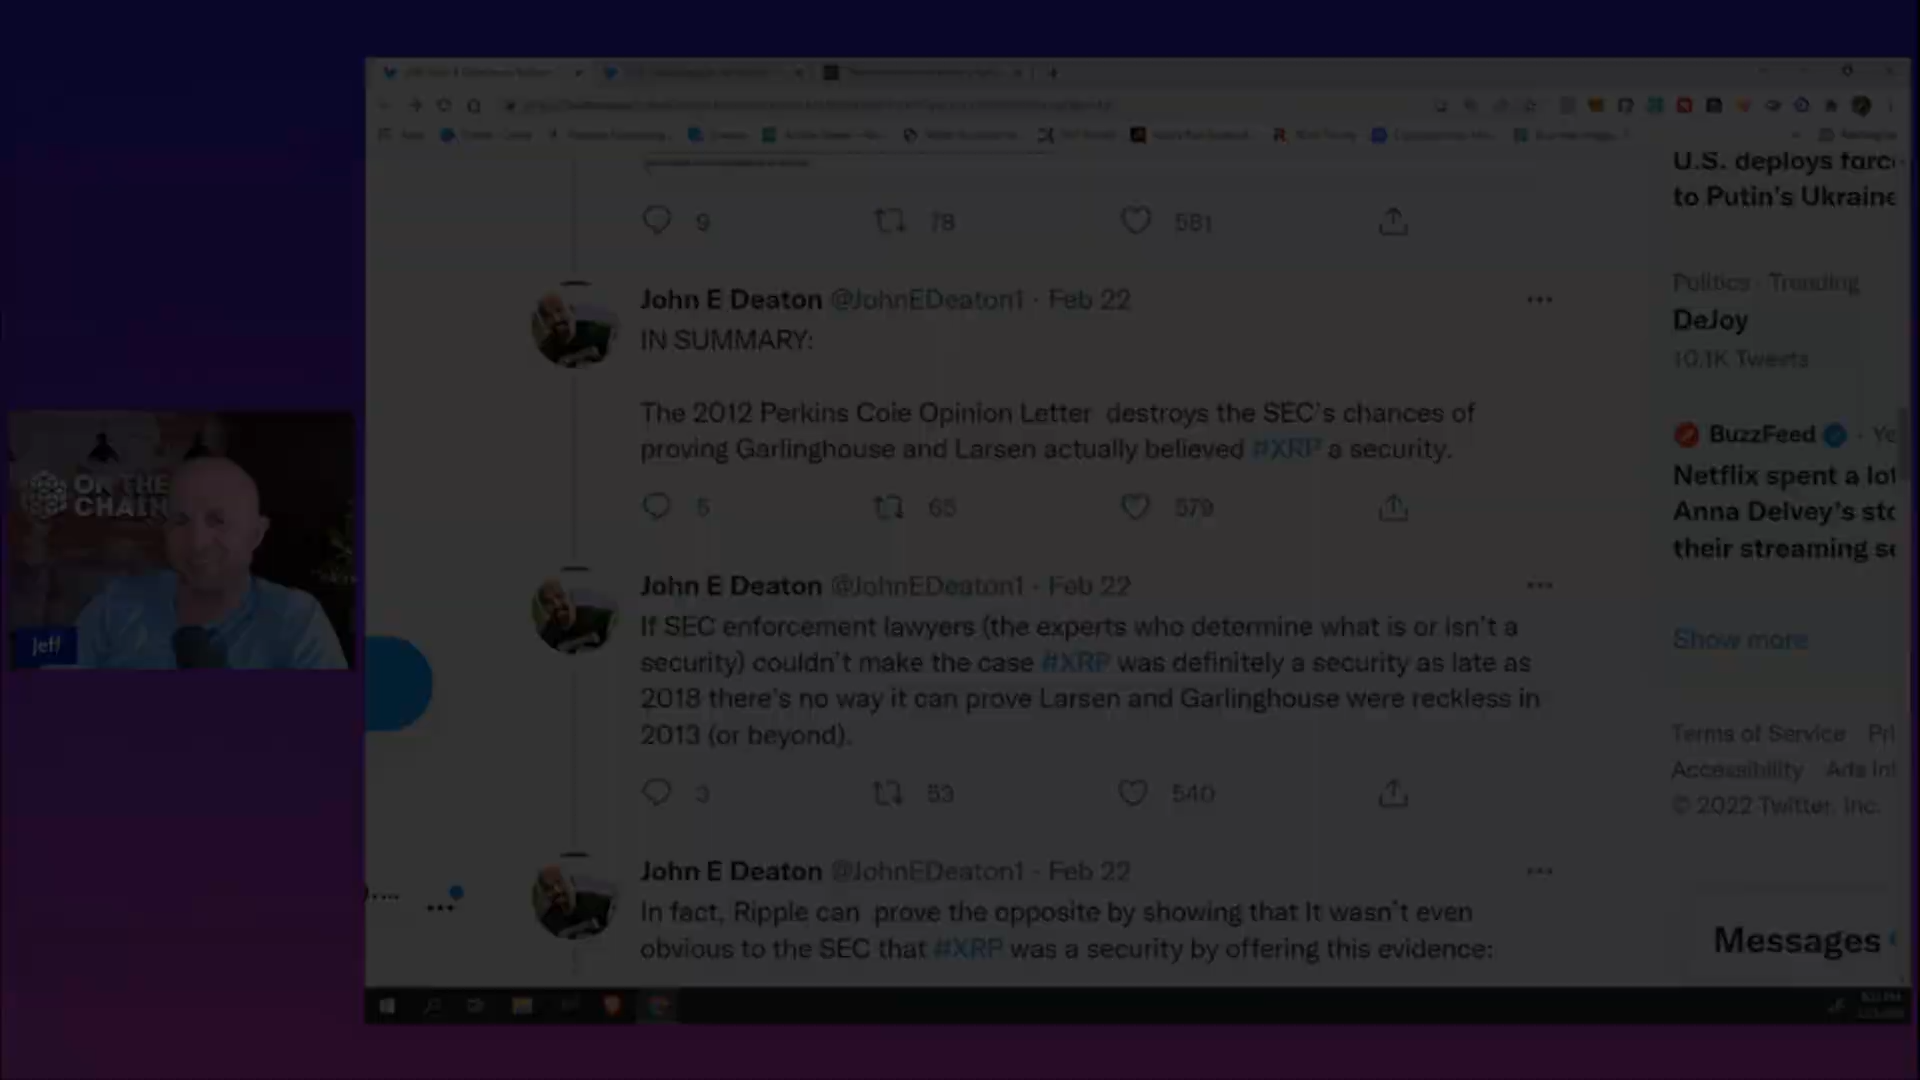 U.S. deploys forc
to Putin's Ukraine
9 78 581
Politics · Trending
DeJoy
10.1K Tweets
John E Deaton @JohnEDeaton1 · Feb 22
IN SUMMARY:
The 2012 Perkins Coie Opinion Letter destroys the SEC's chances of
proving Garlinghouse and Larsen actually believed #XRP a security.
5 65 579
BuzzFeed · Ye
Netflix spent a lot
Anna Delvey's sto
their streaming se
ON THE
CHAIN
Jeff
John E Deaton @JohnEDeaton1 · Feb 22
If SEC enforcement lawyers (the experts who determine what is or isn't a
security) couldn't make the case #XRP was definitely a security as late as
2018 there's no way it can prove Larsen and Garlinghouse were reckless in
2013 (or beyond).
3 53 540
Show more
Terms of Service Pri
Accessibility Ads Inf
© 2022 Twitter, Inc.
John E Deaton @JohnEDeaton1 · Feb 22
In fact, Ripple can prove the opposite by showing that It wasn't even
obvious to the SEC that #XRP was a security by offering this evidence:
Messages